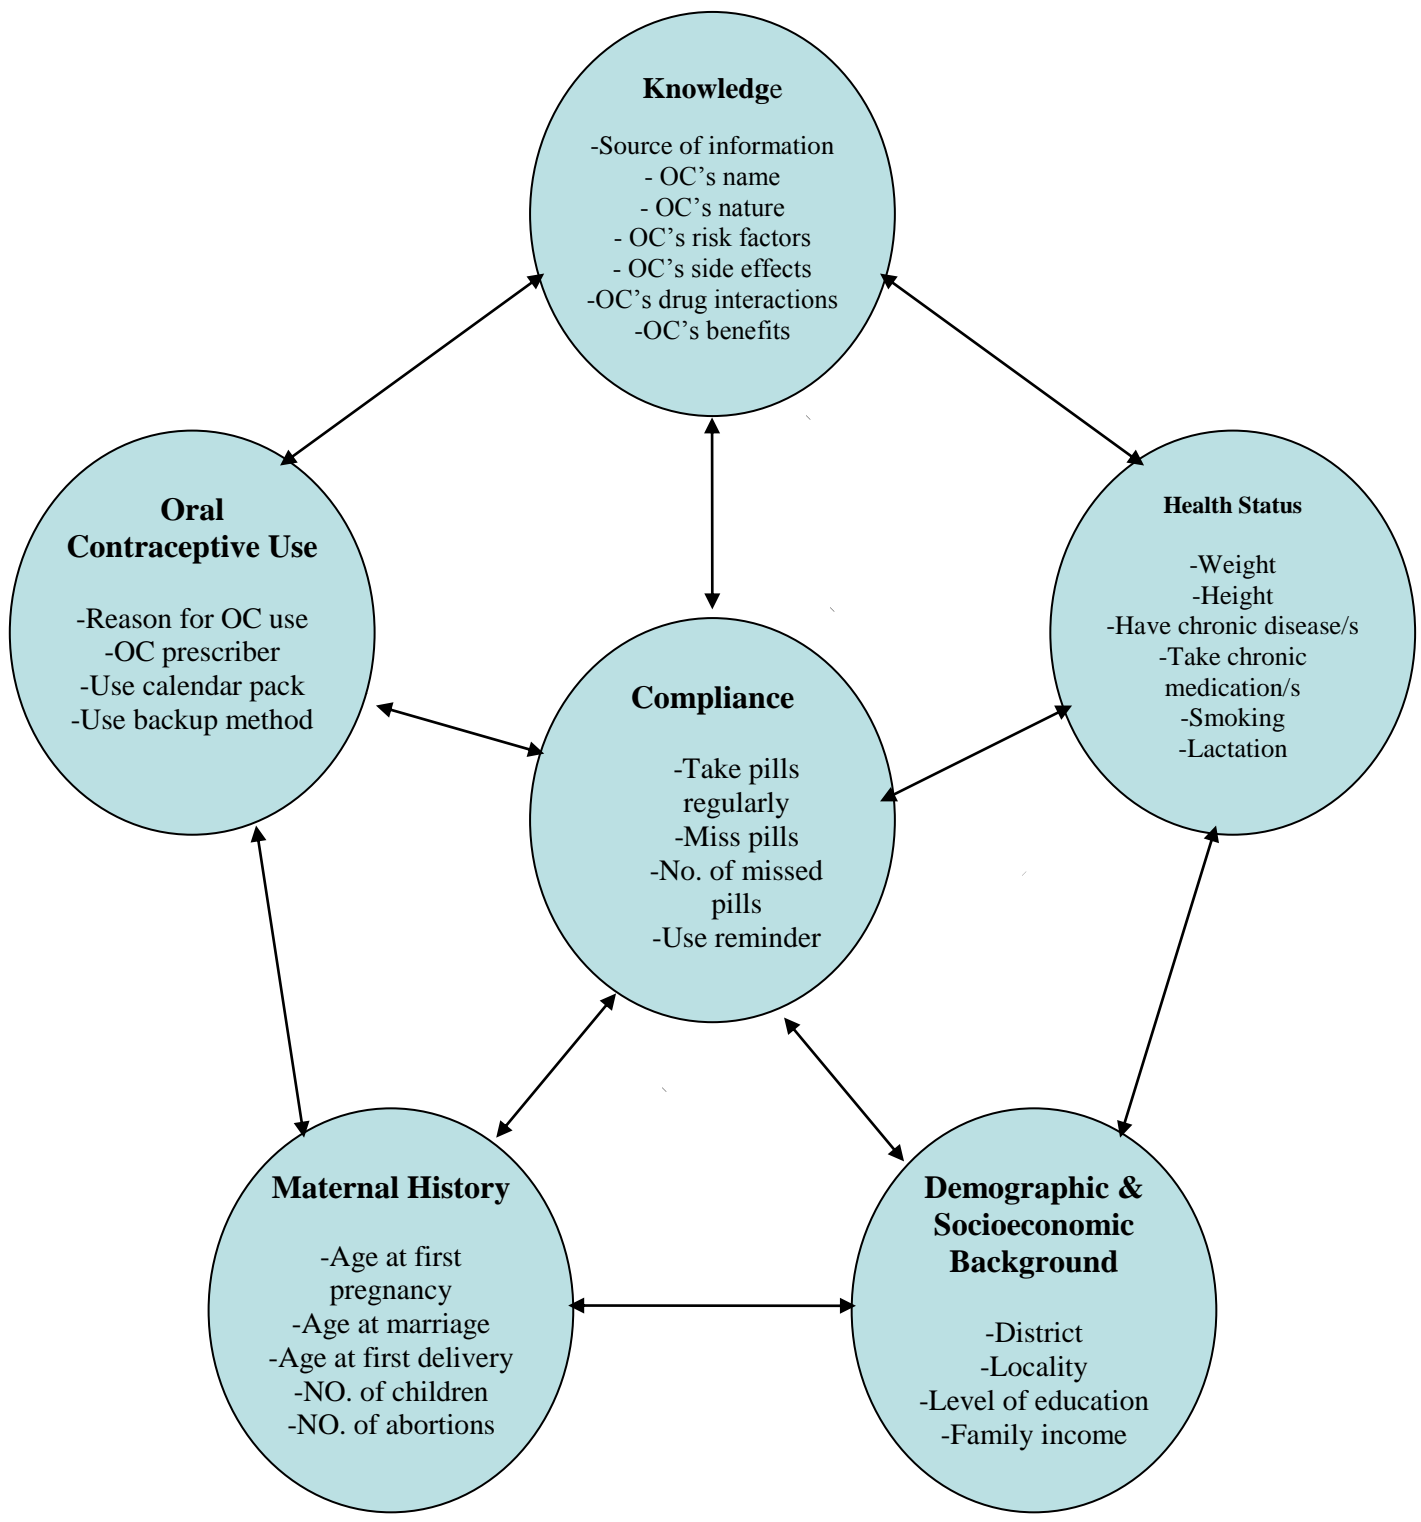 Knowledge
-Source of information
- OC’s name
- OC’s nature
- OC’s risk factors
- OC’s side effects
-OC’s drug interactions
-OC’s benefits
Oral
Contraceptive Use
-Reason for OC use
-OC prescriber
-Use calendar pack
-Use backup method
Health Status
-Weight
-Height
-Have chronic disease/s
-Take chronic
medication/s
-Smoking
-Lactation
Compliance
-Take pills
regularly
-Miss pills
-No. of missed
pills
-Use reminder
Maternal History
-Age at first
pregnancy
-Age at marriage
-Age at first delivery
-NO. of children
-NO. of abortions
Demographic &
Socioeconomic
Background
-District
-Locality
-Level of education
-Family income